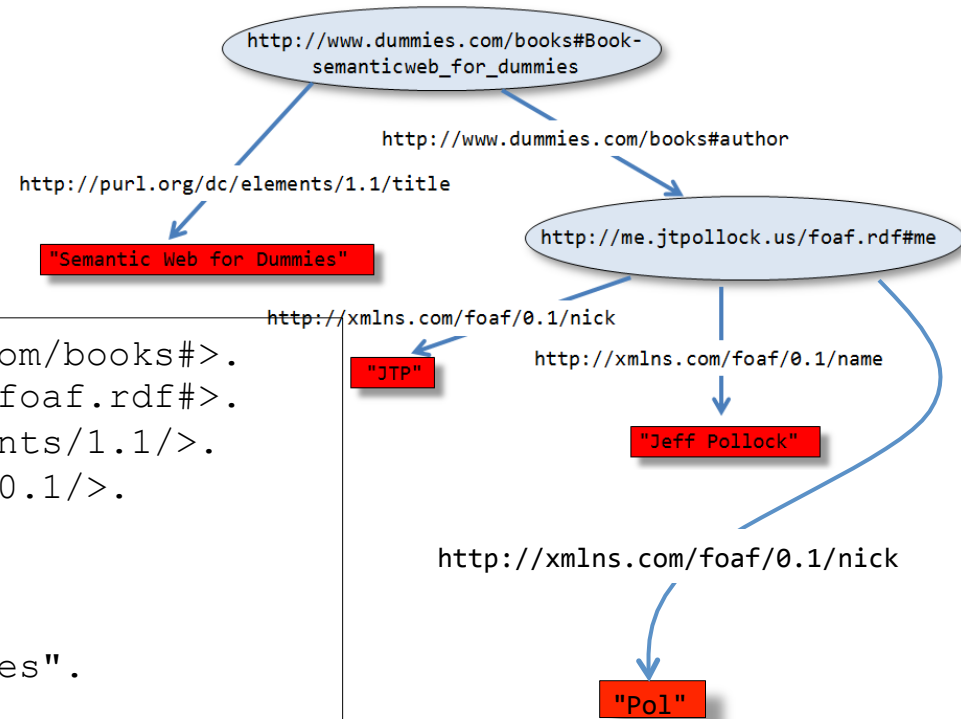 http://www.dummies.com/books#Book-
semanticweb_for_dummies
http://www.dummies.com/books#author
http://purl.org/dc/elements/1.1/title
http://me.jtpollock.us/foaf.rdf#me
"Semantic Web for Dummies"
http://xmlns.com/foaf/0.1/nick
http://xmlns.com/foaf/0.1/name
"JTP"
"Jeff Pollock"
http://xmlns.com/foaf/0.1/nick
"Pol"
om/books#>.
foaf.rdf#>.
nts/1.1/>.
0.1/>.
es".